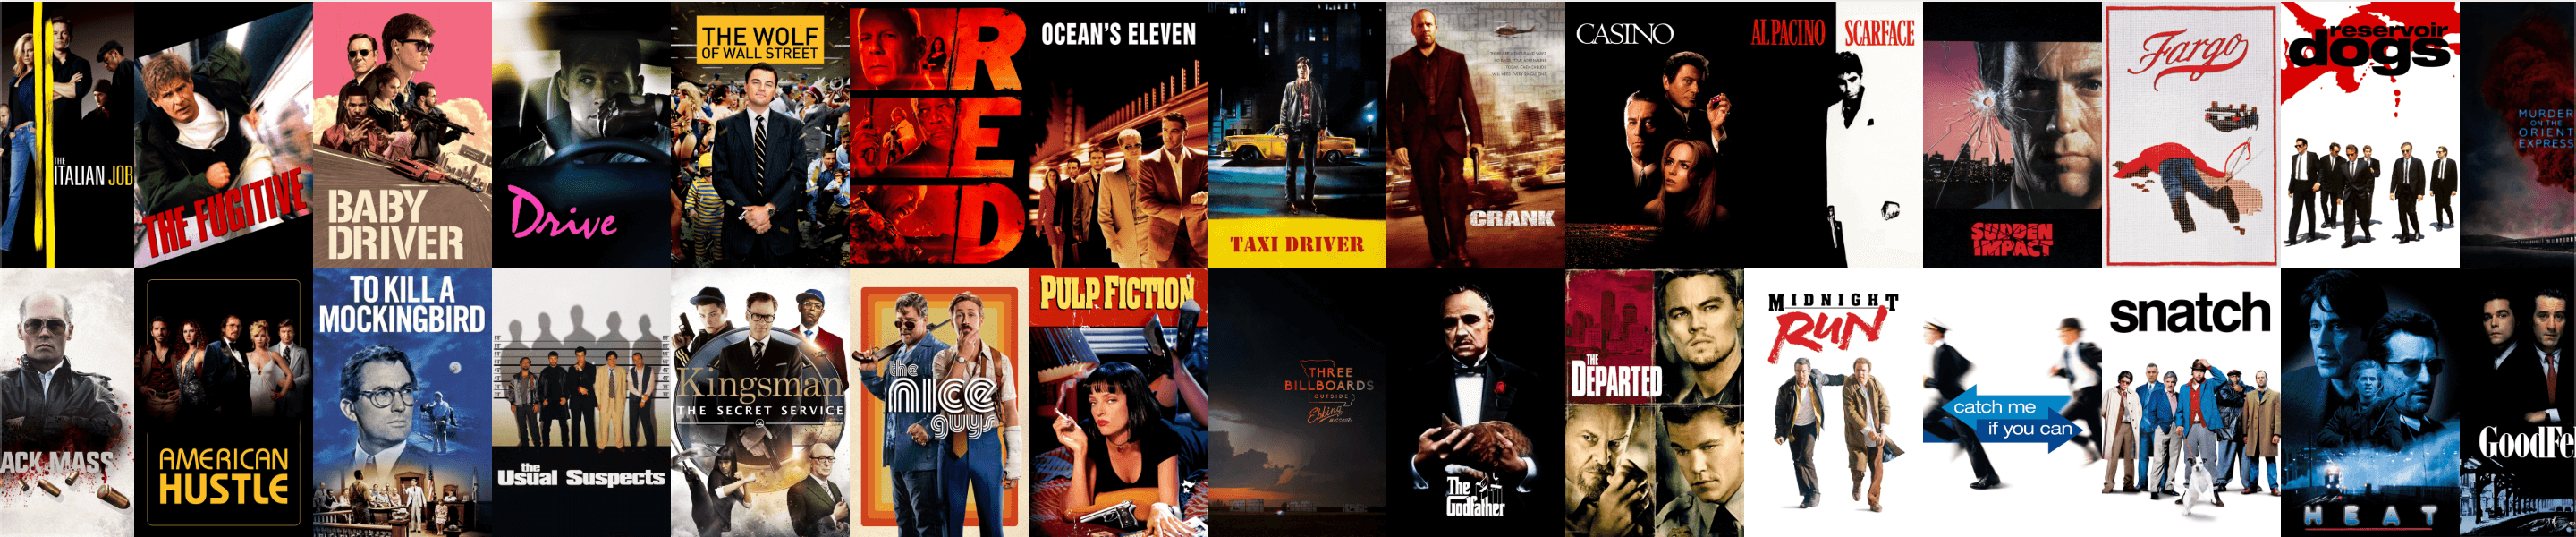 THE
ITALIAN JOB
THE FUGITIVE
BABY
DRIVER
Drive
THE WOLF
OF WALL STREET
RED
OCEAN'S ELEVEN
TAXI DRIVER
CRANK
CASINO
AL PACINO SCARFACE
SUDDEN
IMPACT
Fargo
reservoir
dogs
MURDER
ON THE
ORIENT
EXPRESS
ACK MASS
AMERICAN
HUSTLE
TO KILL A
MOCKINGBIRD
the
Usual Suspects
Kingsman
THE SECRET SERVICE
the
nice
guys
PULP FICTION
THREE
BILLBOARDS
OUTSIDE
Ebbing
MISSOURI
The
Godfather
THE
DEPARTED
MIDNIGHT
RUN
catch me
if you can
snatch
HEAT
GoodFe